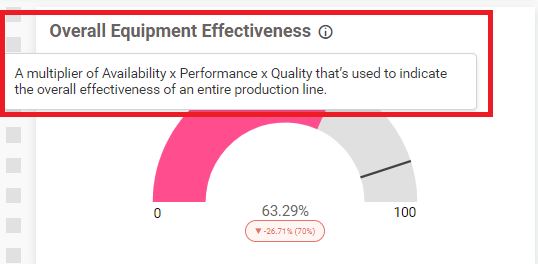 Overall Equipment Effectiveness
A multiplier of Availability x Performance x Quality that's used to indicate
the overall effectiveness of an entire production line.
0
63.29%
100
▼ -26.71% (70%)